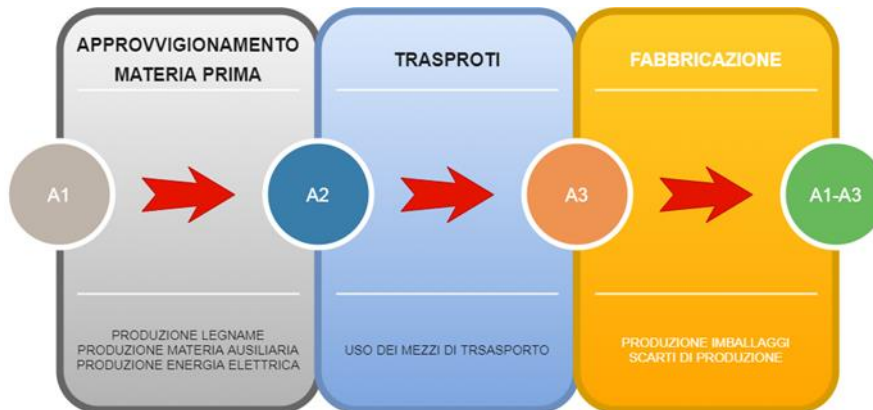 APPROVVIGIONAMENTO
MATERIA PRIMA
TRASPROTI
FABBRICAZIONE
A1
A2
A3
A1-A3
PRODUZIONE LEGNAME
PRODUZIONE MATERIA AUSILIARIA
PRODUZIONE ENERGIA ELETTRICA
USO DEI MEZZI DI TRSASPORTO
PRODUZIONE IMBALLAGGI
SCARTI DI PRODUZIONE